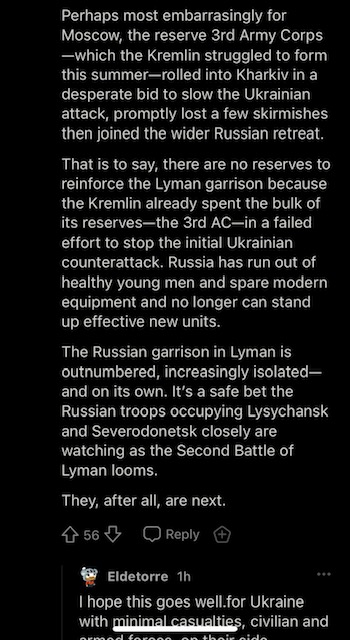 Perhaps most embarrassingly for
Moscow, the reserve 3rd Army Corps
—which the Kremlin struggled to form
this summer—rolled into Kharkiv in a
desperate bid to slow the Ukrainian
attack, promptly lost a few skirmishes
then joined the wider Russian retreat.
That is to say, there are no reserves to
reinforce the Lyman garrison because
the Kremlin already spent the bulk of
its reserves—the 3rd AC—in a failed
effort to stop the initial Ukrainian
counterattack. Russia has run out of
healthy young men and spare modern
equipment and no longer can stand
up effective new units.
The Russian garrison in Lyman is
outnumbered, increasingly isolated—
and on its own. It’s a safe bet the
Russian troops occupying Lysychansk
and Severodonetsk closely are
watching as the Second Battle of
Lyman looms.
They, after all, are next.
56 Reply
Eldetorre 1h
I hope this goes well.for Ukraine
with minimal casualties, civilian and
armed forces, on their side